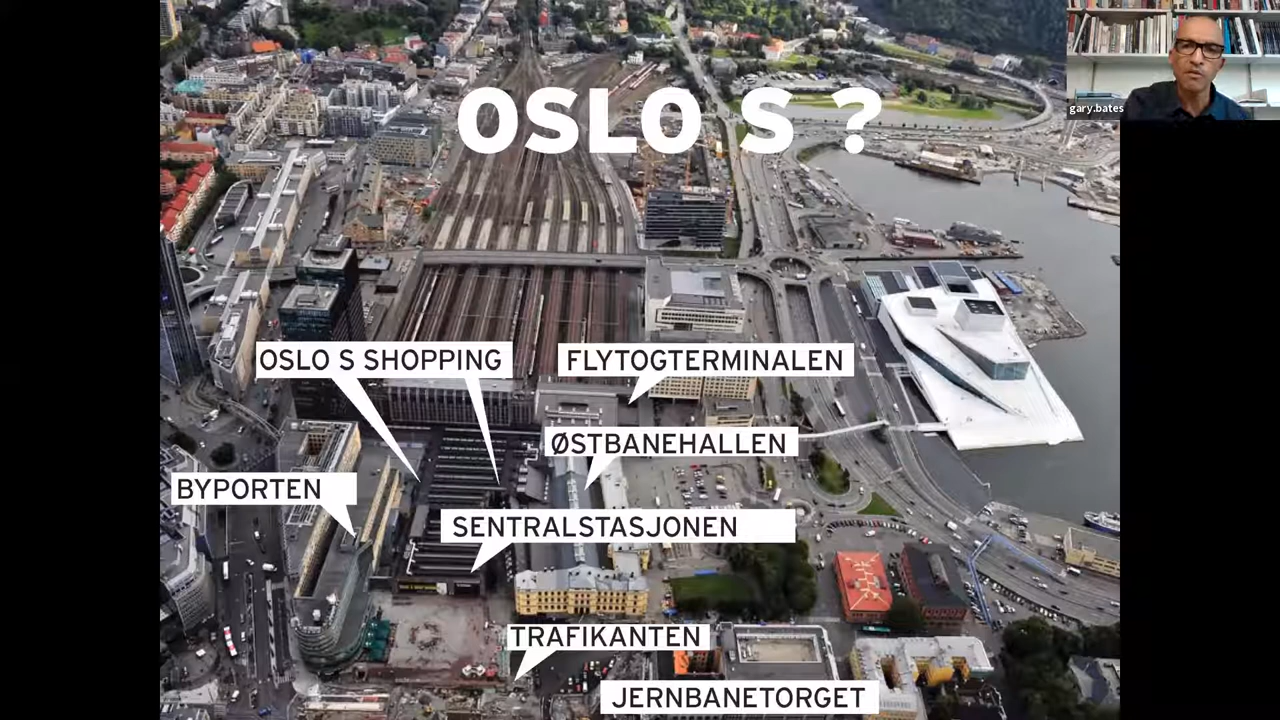 OSLO S ?
gary.bates
OSLO S SHOPPING
FLYTOGTERMINALEN
ØSTBANEHALLEN
BYPORTEN
SENTRALSTASJONEN
TRAFIKANTEN
JERNBANETORGET